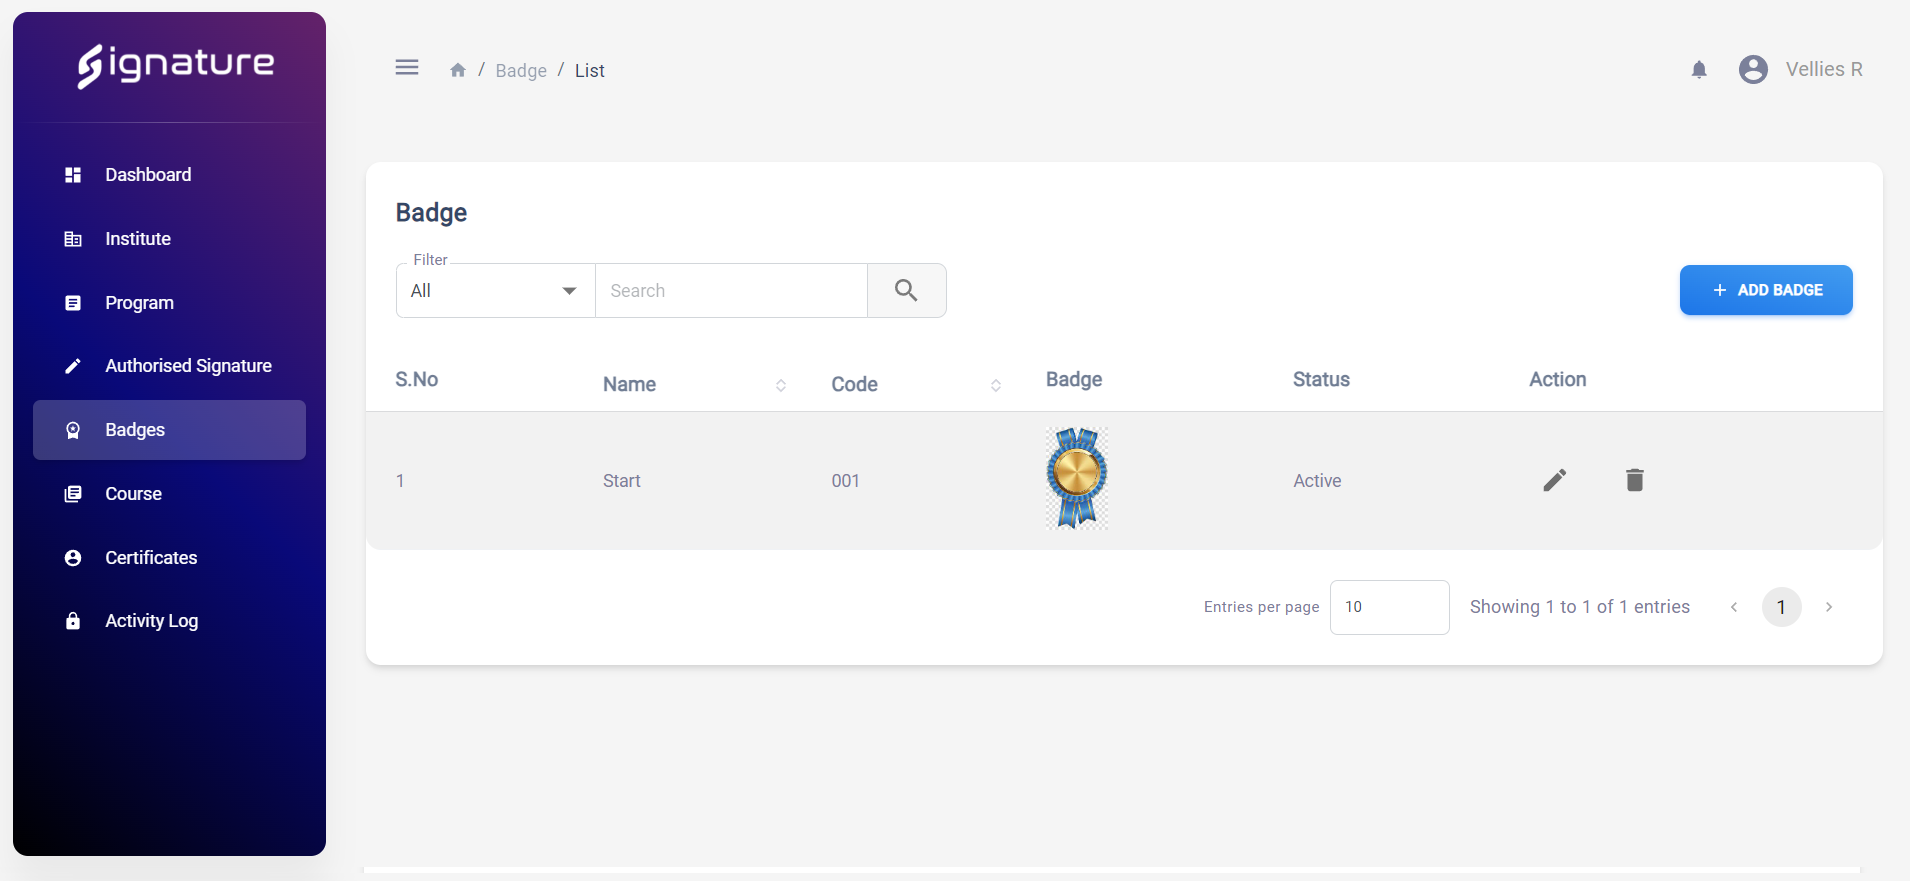 Signature
Dashboard
Institute
Program
Authorised Signature
Badges
Course
Certificates
Activity Log
/ Badge / List
Vellies R
Badge
Filter
All
Search
+ ADD BADGE
S.No Name Code Badge Status Action
1 Start 001 Active
Entries per page 10 Showing 1 to 1 of 1 entries < 1 >